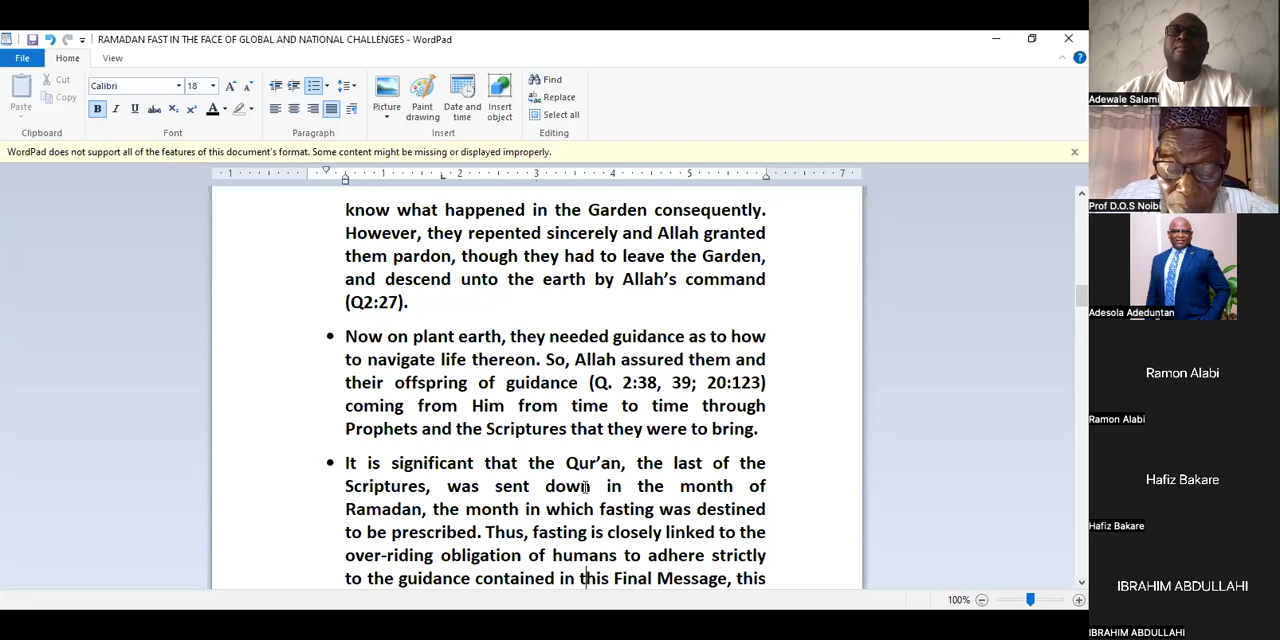 RAMADAN FAST IN THE FACE OF GLOBAL AND NATIONAL CHALLENGES - WordPad
File
Home
View
Paste
Cut
Copy
Clipboard
Calibri
18
Font
Paragraph
Picture
Paint drawing
Date and time
Insert object
Insert
Find
Replace
Select all
Editing
WordPad does not support all of the features of this document's format. Some content might be missing or displayed improperly.
1 1 2 3 4 5 7
know what happened in the Garden consequently.
However, they repented sincerely and Allah granted
them pardon, though they had to leave the Garden,
and descend unto the earth by Allah’s command
(Q2:27).
• Now on plant earth, they needed guidance as to how
to navigate life thereon. So, Allah assured them and
their offspring of guidance (Q. 2:38, 39; 20:123)
coming from Him from time to time through
Prophets and the Scriptures that they were to bring.
• It is significant that the Qur’an, the last of the
Scriptures, was sent down in the month of
Ramadan, the month in which fasting was destined
to be prescribed. Thus, fasting is closely linked to the
over-riding obligation of humans to adhere strictly
to the guidance contained in this Final Message, this
100%
Adewale Salami
Prof D.O.S Noibi
Adesola Adeduntan
Ramon Alabi
Ramon Alabi
Hafiz Bakare
Hafiz Bakare
IBRAHIM ABDULLAHI
IBRAHIM ABDULLAHI